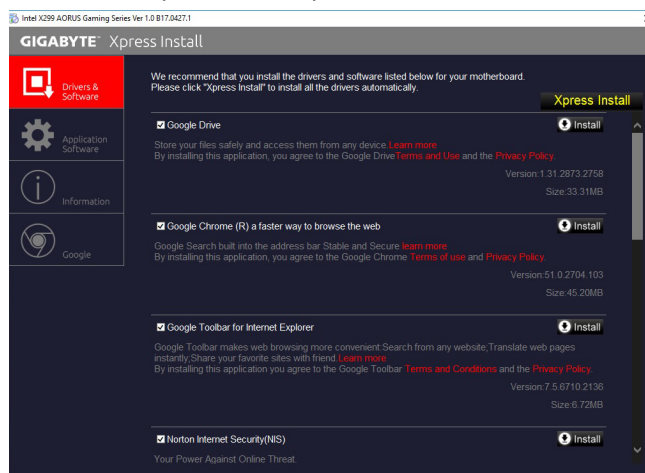 Intel X299 AORUS Gaming Series Ver 1.0 B17.0427.1
GIGABYTE™ Xpress Install
Drivers &
Software
Application
Software
Information
Google
We recommend that you install the drivers and software listed below for your motherboard.
Please click "Xpress Install" to install all the drivers automatically.
Xpress Install
Google Drive
Install
Store your files safely and access them from any device.Learn more
By installing this application, you agree to the Google DriveTerms and Use and the Privacy Policy.
Version:1.31.2873.2758
Size:33.31MB
Google Chrome (R) a faster way to browse the web
Install
Google Search built into the address bar Stable and Secure learn more
By installing this application, you agree to the Google Chrome Terms of use and Privacy Policy.
Version:51.0.2704.103
Size:45.20MB
Google Toolbar for Internet Explorer
Install
Google Toolbar makes web browsing more convenient:Search from any website;Translate web pages
instantly;Share your favorite sites with friend.Learn more
By installing this application you agree to the Google Toolbar Terms and Conditions and the Privacy Policy.
Version:7.5.6710.2136
Size:6.72MB
Norton Internet Security(NIS)
Install
Your Power Against Online Threat.